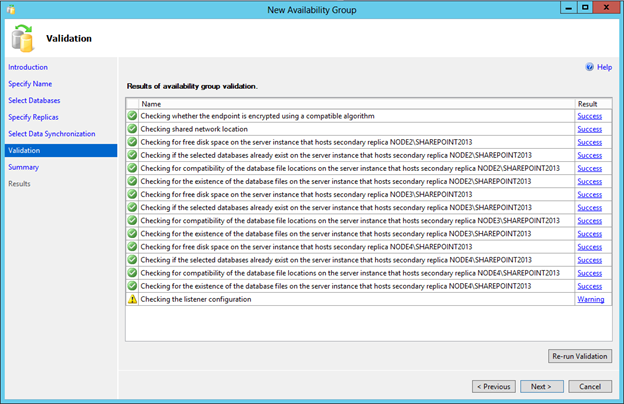 New Availability Group
Validation
Introduction
Specify Name
Select Databases
Specify Replicas
Select Data Synchronization
Validation
Summary
Results
Help
Results of availability group validation.
Name Result
Checking whether the endpoint is encrypted using a compatible algorithm Success
Checking shared network location Success
Checking for free disk space on the server instance that hosts secondary replica NODE2\SHAREPOINT2013 Success
Checking if the selected databases already exist on the server instance that hosts secondary replica NODE2\SHAREPOINT2013 Success
Checking for compatibility of the database file locations on the server instance that hosts secondary replica NODE2\SHAREPOINT2013 Success
Checking for the existence of the database files on the server instance that hosts secondary replica NODE2\SHAREPOINT2013 Success
Checking for free disk space on the server instance that hosts secondary replica NODE3\SHAREPOINT2013 Success
Checking if the selected databases already exist on the server instance that hosts secondary replica NODE3\SHAREPOINT2013 Success
Checking for compatibility of the database file locations on the server instance that hosts secondary replica NODE3\SHAREPOINT2013 Success
Checking for the existence of the database files on the server instance that hosts secondary replica NODE3\SHAREPOINT2013 Success
Checking for free disk space on the server instance that hosts secondary replica NODE4\SHAREPOINT2013 Success
Checking if the selected databases already exist on the server instance that hosts secondary replica NODE4\SHAREPOINT2013 Success
Checking for compatibility of the database file locations on the server instance that hosts secondary replica NODE4\SHAREPOINT2013 Success
Checking for the existence of the database files on the server instance that hosts secondary replica NODE4\SHAREPOINT2013 Success
Checking the listener configuration Warning
Re-run Validation
< Previous Next > Cancel